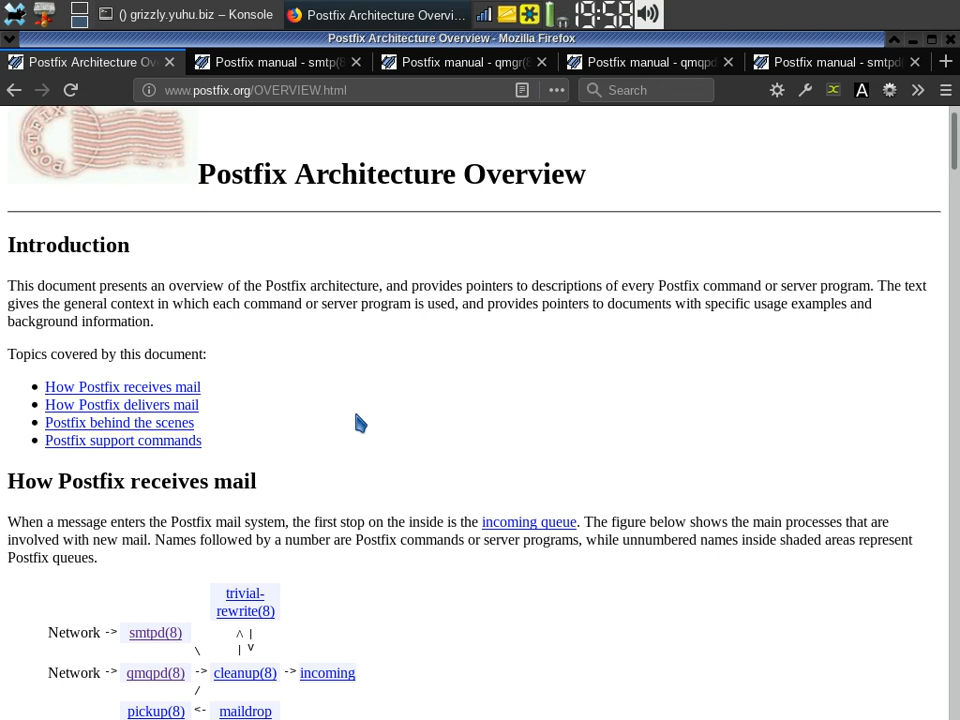 () grizzly.yuhu.biz – Konsole
Postfix Architecture Overvi...
19:58
Postfix Architecture Overview - Mozilla Firefox
Postfix Architecture Ov
Postfix manual - smtp(8
Postfix manual - qmgr(8
Postfix manual - qmqpd
Postfix manual - smtpd(
www.postfix.org/OVERVIEW.html
Search
A
POSTFIX
Postfix Architecture Overview
Introduction
This document presents an overview of the Postfix architecture, and provides pointers to descriptions of every Postfix command or server program. The text
gives the general context in which each command or server program is used, and provides pointers to documents with specific usage examples and
background information.
Topics covered by this document:
• How Postfix receives mail
• How Postfix delivers mail
• Postfix behind the scenes
• Postfix support commands
How Postfix receives mail
When a message enters the Postfix mail system, the first stop on the inside is the incoming queue. The figure below shows the main processes that are
involved with new mail. Names followed by a number are Postfix commands or server programs, while unnumbered names inside shaded areas represent
Postfix queues.
trivial-
rewrite(8)
Network -> smtpd(8) ^ |
\ | v
Network -> qmqpd(8) -> cleanup(8) -> incoming
/
pickup(8) <- maildrop